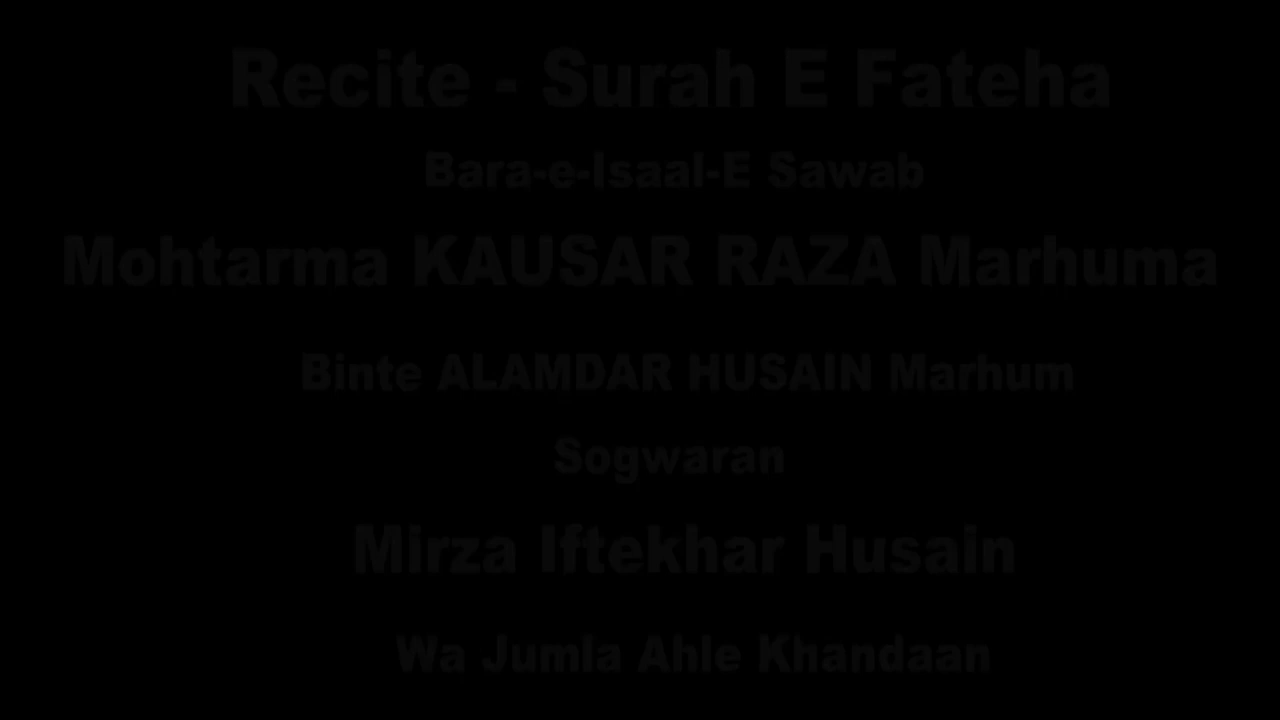 Recite - Surah E Fateha
Bara-e-Isaal-E Sawab
Mohtarma KAUSAR RAZA Marhuma
Binte ALAMDAR HUSAIN Marhum
Sogwaran
Mirza Iftekhar Husain
Wa Jumla Ahle Khandaan